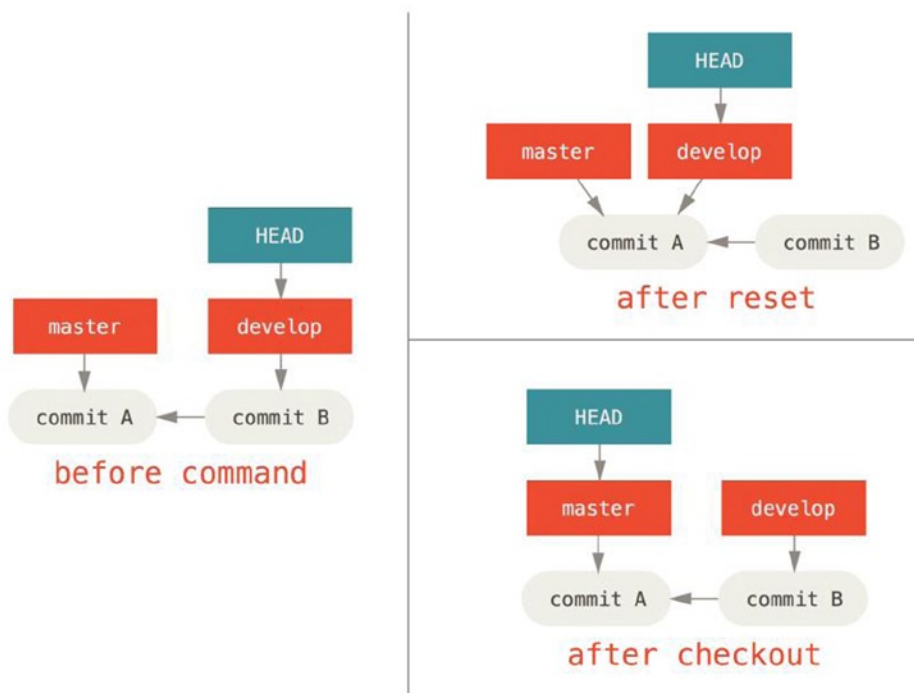 HEAD
master
develop
commit A
commit B
before command
HEAD
master
develop
commit A
commit B
after reset
HEAD
master
develop
commit A
commit B
after checkout